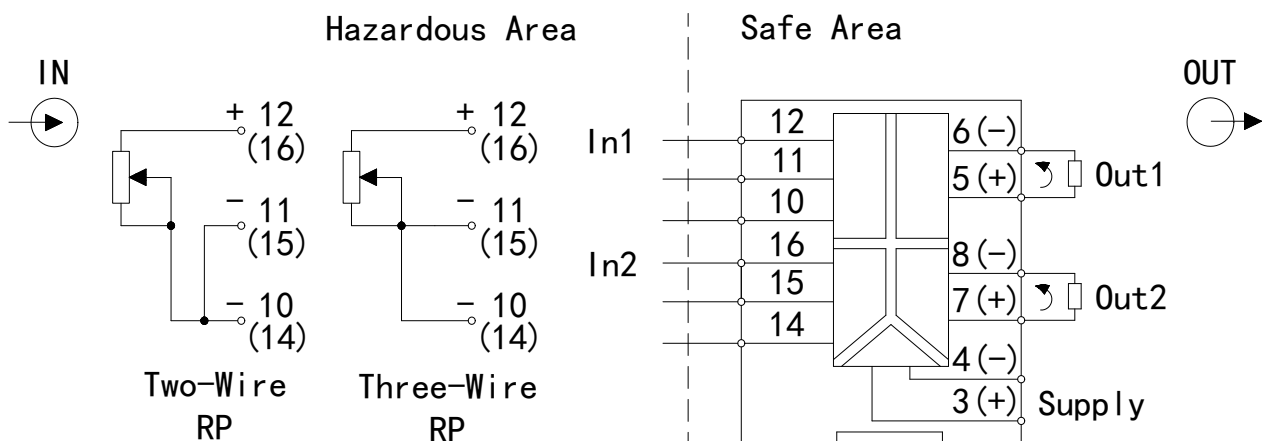 Hazardous Area
Safe Area
IN
OUT
+ 12
(16)
- 11
(15)
- 10
(14)
Two-Wire
RP
+ 12
(16)
- 11
(15)
- 10
(14)
Three-Wire
RP
In1
In2
12
11
10
16
15
14
6(-)
5(+)
Out1
8(-)
7(+)
Out2
4(-)
3(+)
Supply